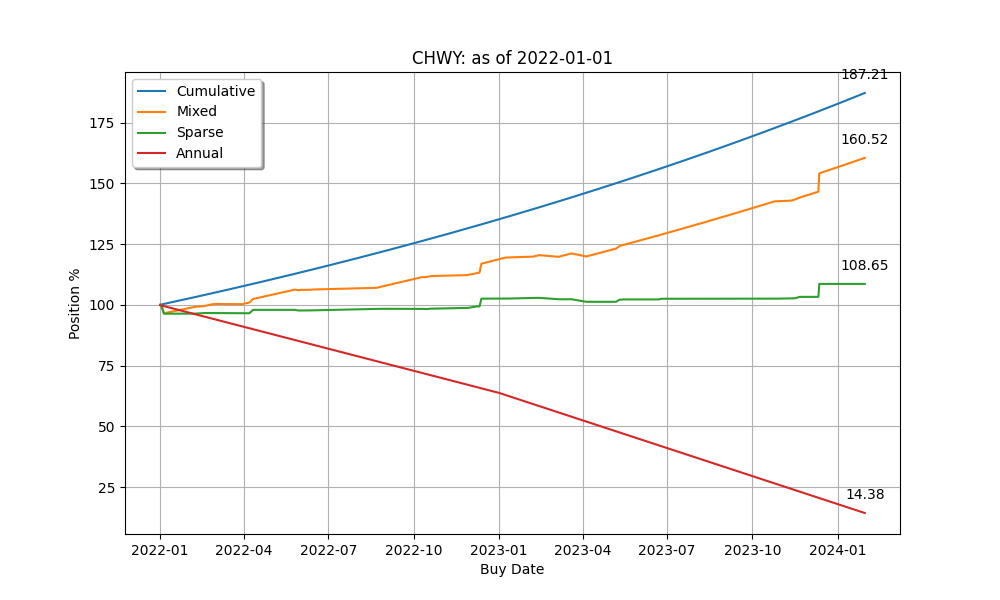 CHWY: as of 2022-01-01
187.21
Cumulative
Mixed
Sparse
Annual
160.52
108.65
14.38
175
150
125
100
75
50
25
Position %
2022-01 2022-04 2022-07 2022-10 2023-01 2023-04 2023-07 2023-10 2024-01
Buy Date